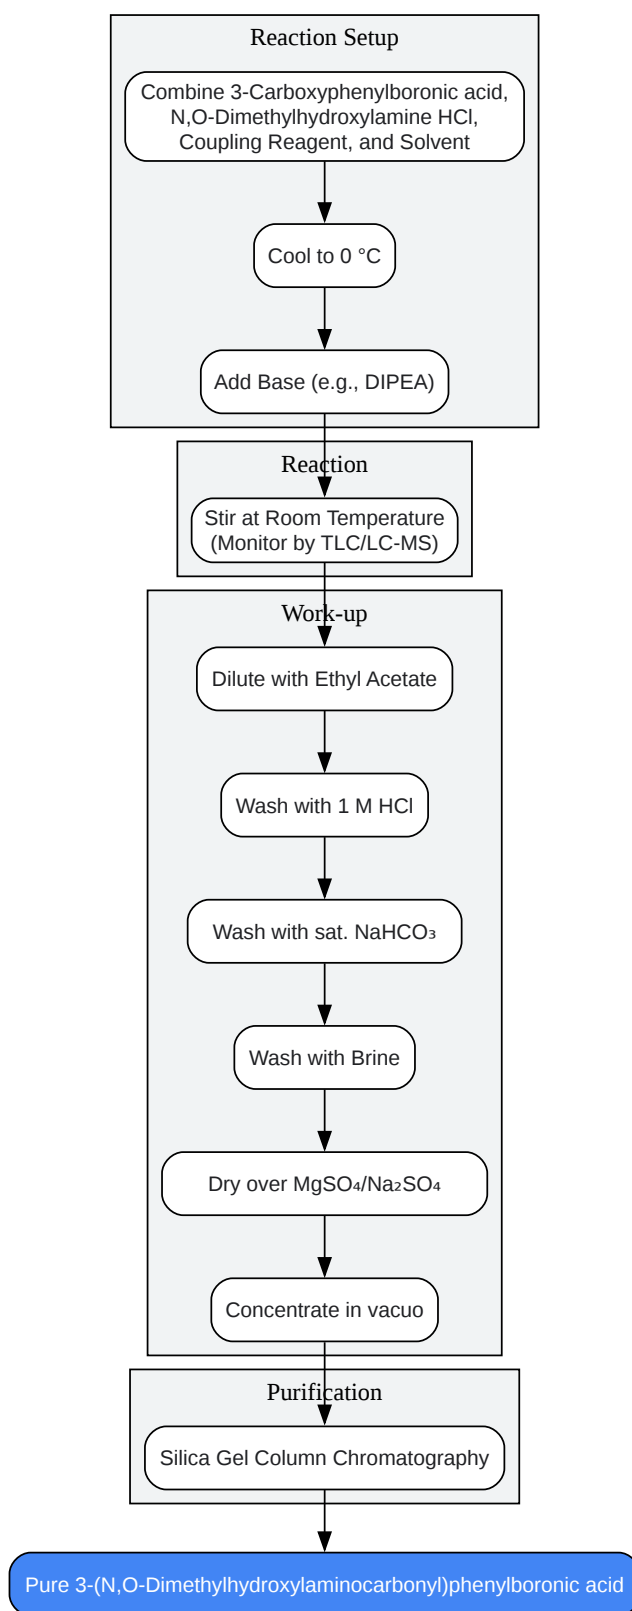 Reaction Setup
Combine 3-Carboxyphenylboronic acid,
N,O-Dimethylhydroxylamine HCl,
Coupling Reagent, and Solvent
Cool to 0 °C
Add Base (e.g., DIPEA)
Reaction
Stir at Room Temperature
(Monitor by TLC/LC-MS)
Work-up
Dilute with Ethyl Acetate
Wash with 1 M HCl
Wash with sat. NaHCO₃
Wash with Brine
Dry over MgSO₄/Na₂SO₄
Concentrate in vacuo
Purification
Silica Gel Column Chromatography
Pure 3-(N,O-Dimethylhydroxylaminocarbonyl)phenylboronic acid